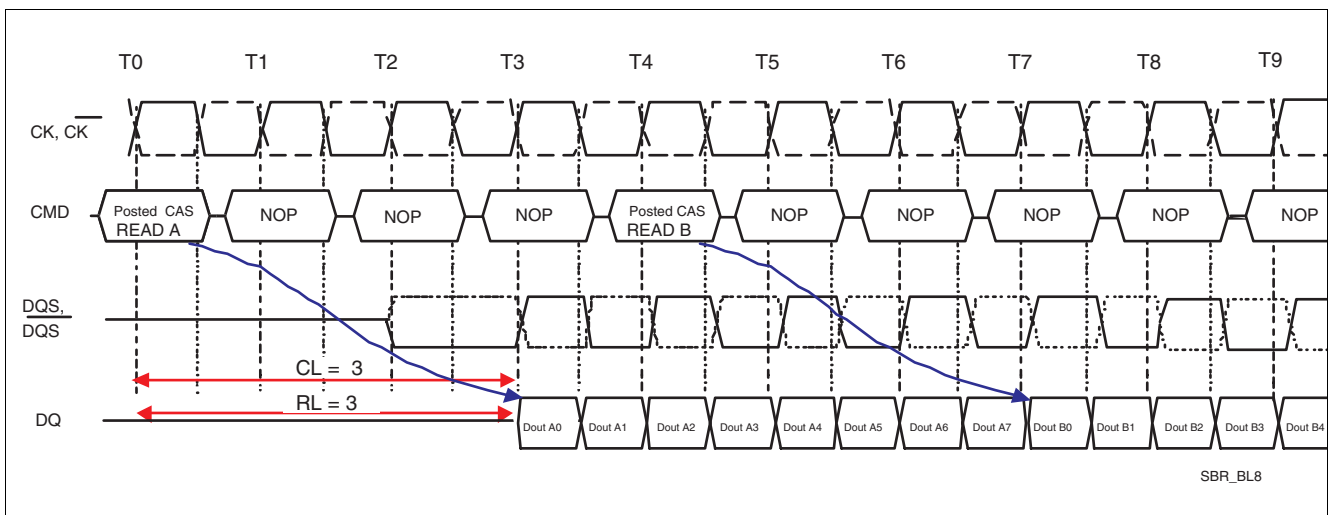 T0 T1 T2 T3 T4 T5 T6 T7 T8 T9
CK, CK
CMD
Posted CAS
READ A
NOP
NOP
NOP
Posted CAS
READ B
NOP
NOP
NOP
NOP
NOP
DQS,
DQS
CL = 3
RL = 3
DQ
Dout A0 Dout A1 Dout A2 Dout A3 Dout A4 Dout A5 Dout A6 Dout A7 Dout B0 Dout B1 Dout B2 Dout B3 Dout B4
SBR_BL8